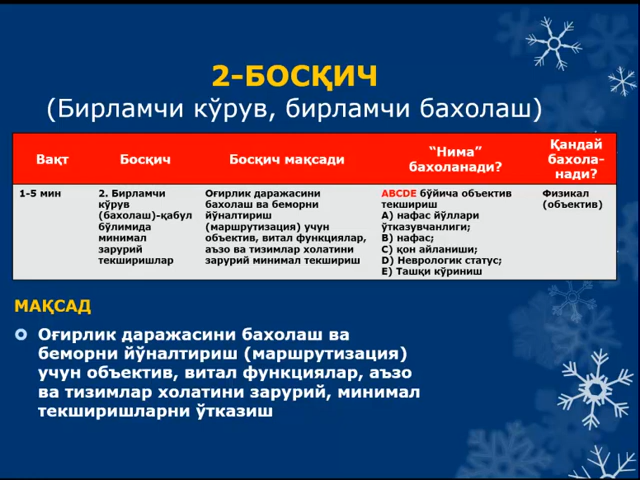 2-БОСҚИЧ
(Бирламчи кўрув, бирламчи бахолаш)
Вақт
Босқич
Босқич мақсади
“Нима”
бахоланади?
Қандай
бахола-
нади?
1-5 мин
2. Бирламчи
кўрув
(бахолаш)-қабул
бўлимида
минимал
зарурий
текширишлар
Оғирлик даражасини
бахолаш ва беморни
йўналтириш
(маршрутизация) учун
объектив, витал функциялар,
аъзо ва тизимлар холатини
зарурий минимал текшириш
ABCDE бўйича объектив
текшириш
A) нафас йўллари
ўтказувчанлиги;
B) нафас;
C) қон айланиши;
D) Неврологик статус;
E) Ташқи кўриниш
Физикал
(объектив)
МАҚСАД
Оғирлик даражасини бахолаш ва
беморни йўналтириш (маршрутизация)
учун объектив, витал функциялар, аъзо
ва тизимлар холатини зарурий, минимал
текширишларни ўтказиш